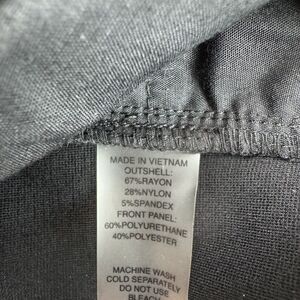 MADE IN VIETNAM
OUTSHELL:
67%RAYON
28%NYLON
5%SPANDEX
FRONT PANEL:
60%POLYURETHANE
40%POLYESTER
MACHINE WASH
COLD SEPARATELY
DO NOT USE
BLEACH